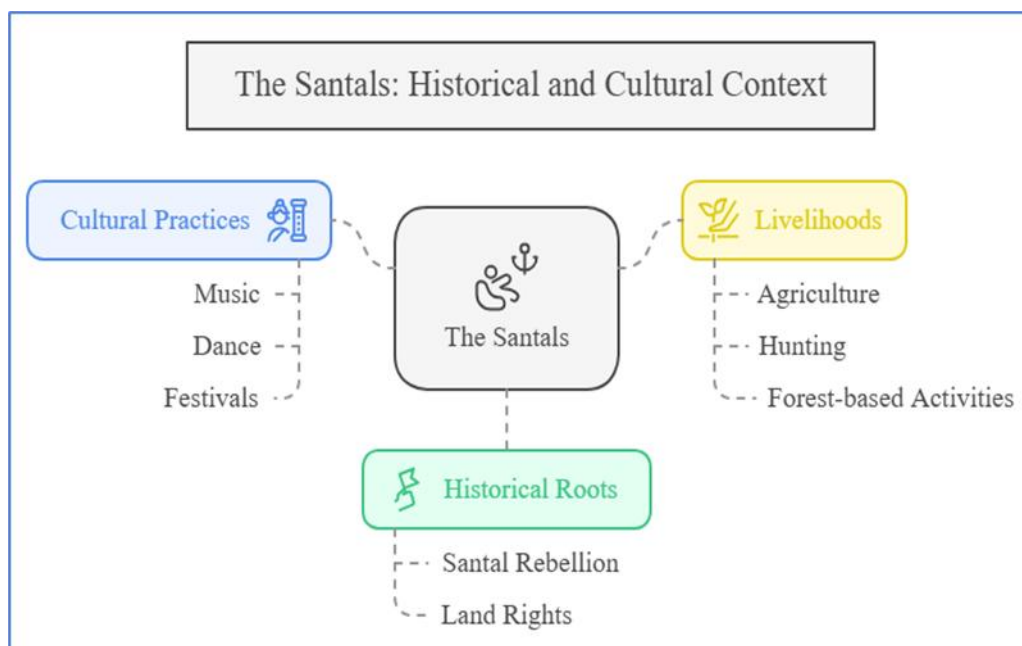 The Santals: Historical and Cultural Context
Cultural Practices
Music
Dance
Festivals
The Santals
Livelihoods
Agriculture
Hunting
Forest-based Activities
Historical Roots
Santal Rebellion
Land Rights